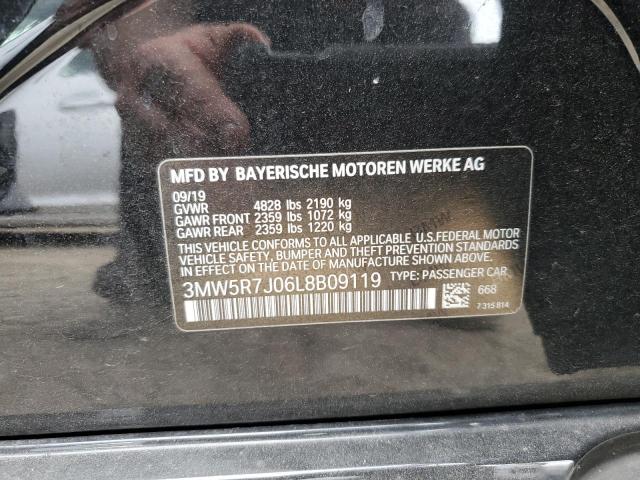 MFD BY BAYERISCHE MOTOREN WERKE AG
09/19
GVWR 4828 lbs 2190 kg
GAWR FRONT 2359 lbs 1072 kg
GAWR REAR 2359 lbs 1220 kg
THIS VEHICLE CONFORMS TO ALL APPLICABLE U.S.FEDERAL MOTOR
VEHICLE SAFETY, BUMPER AND THEFT PREVENTION STANDARDS
IN EFFECT ON THE DATE OF MANUFACTURE SHOWN ABOVE.
3MW5R7J06L8B09119 TYPE: PASSENGER CAR
668
7 315 814